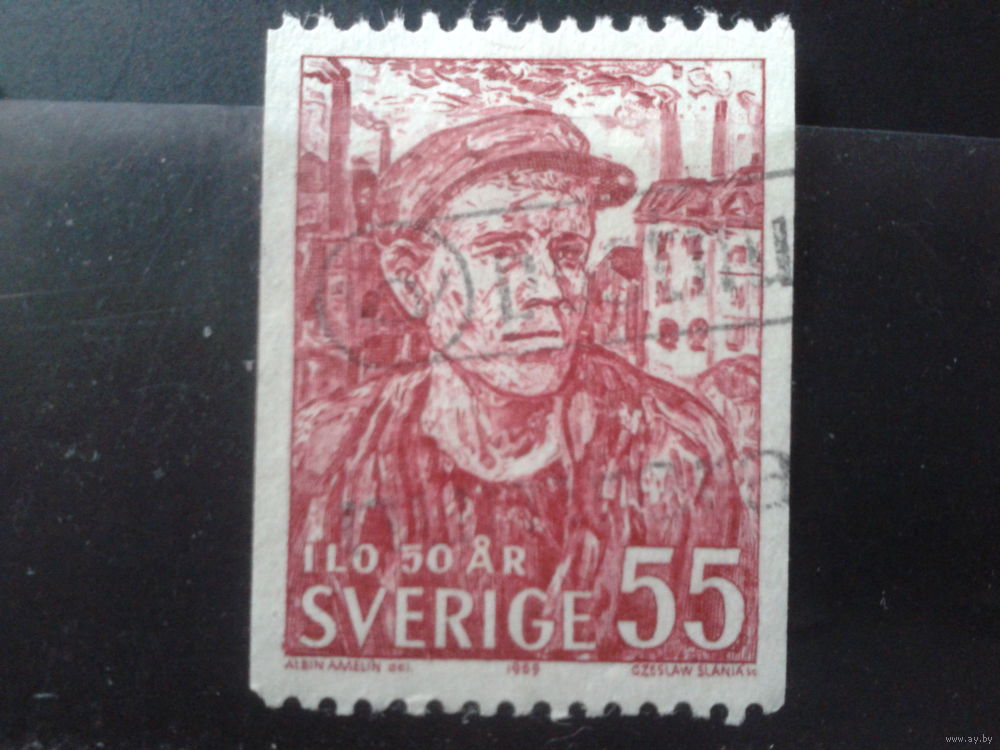 ILO 50 ÅR
SVERIGE 55
ALBIN AMELIN del. 1969 CZESLAW SLANIA sc
www.ay.by